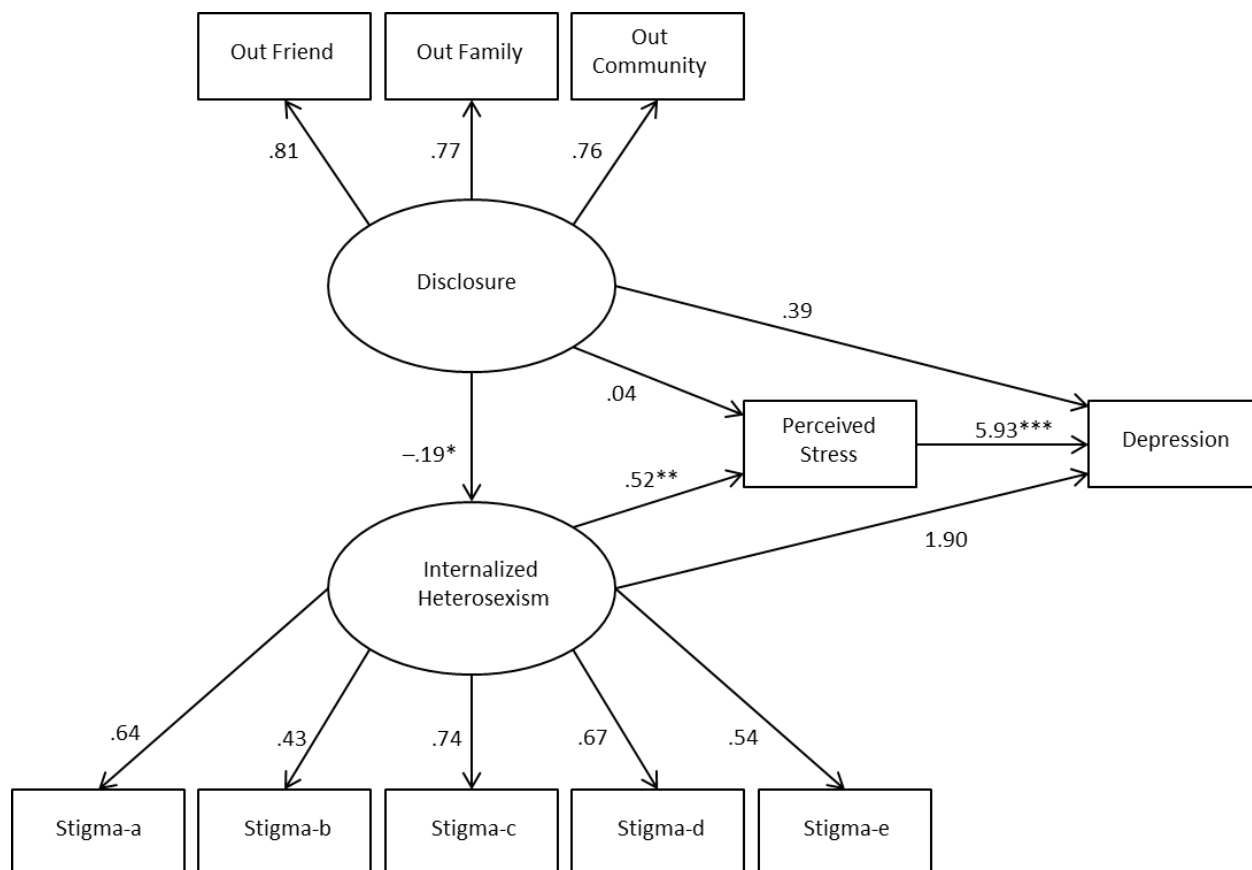 Out Friend
Out Family
Out
Community
.81
.77
.76
Disclosure
.39
.04
–.19*
Perceived
Stress
5.93***
Depression
.52**
1.90
Internalized
Heterosexism
.64
.43
.74
.67
.54
Stigma-a
Stigma-b
Stigma-c
Stigma-d
Stigma-e